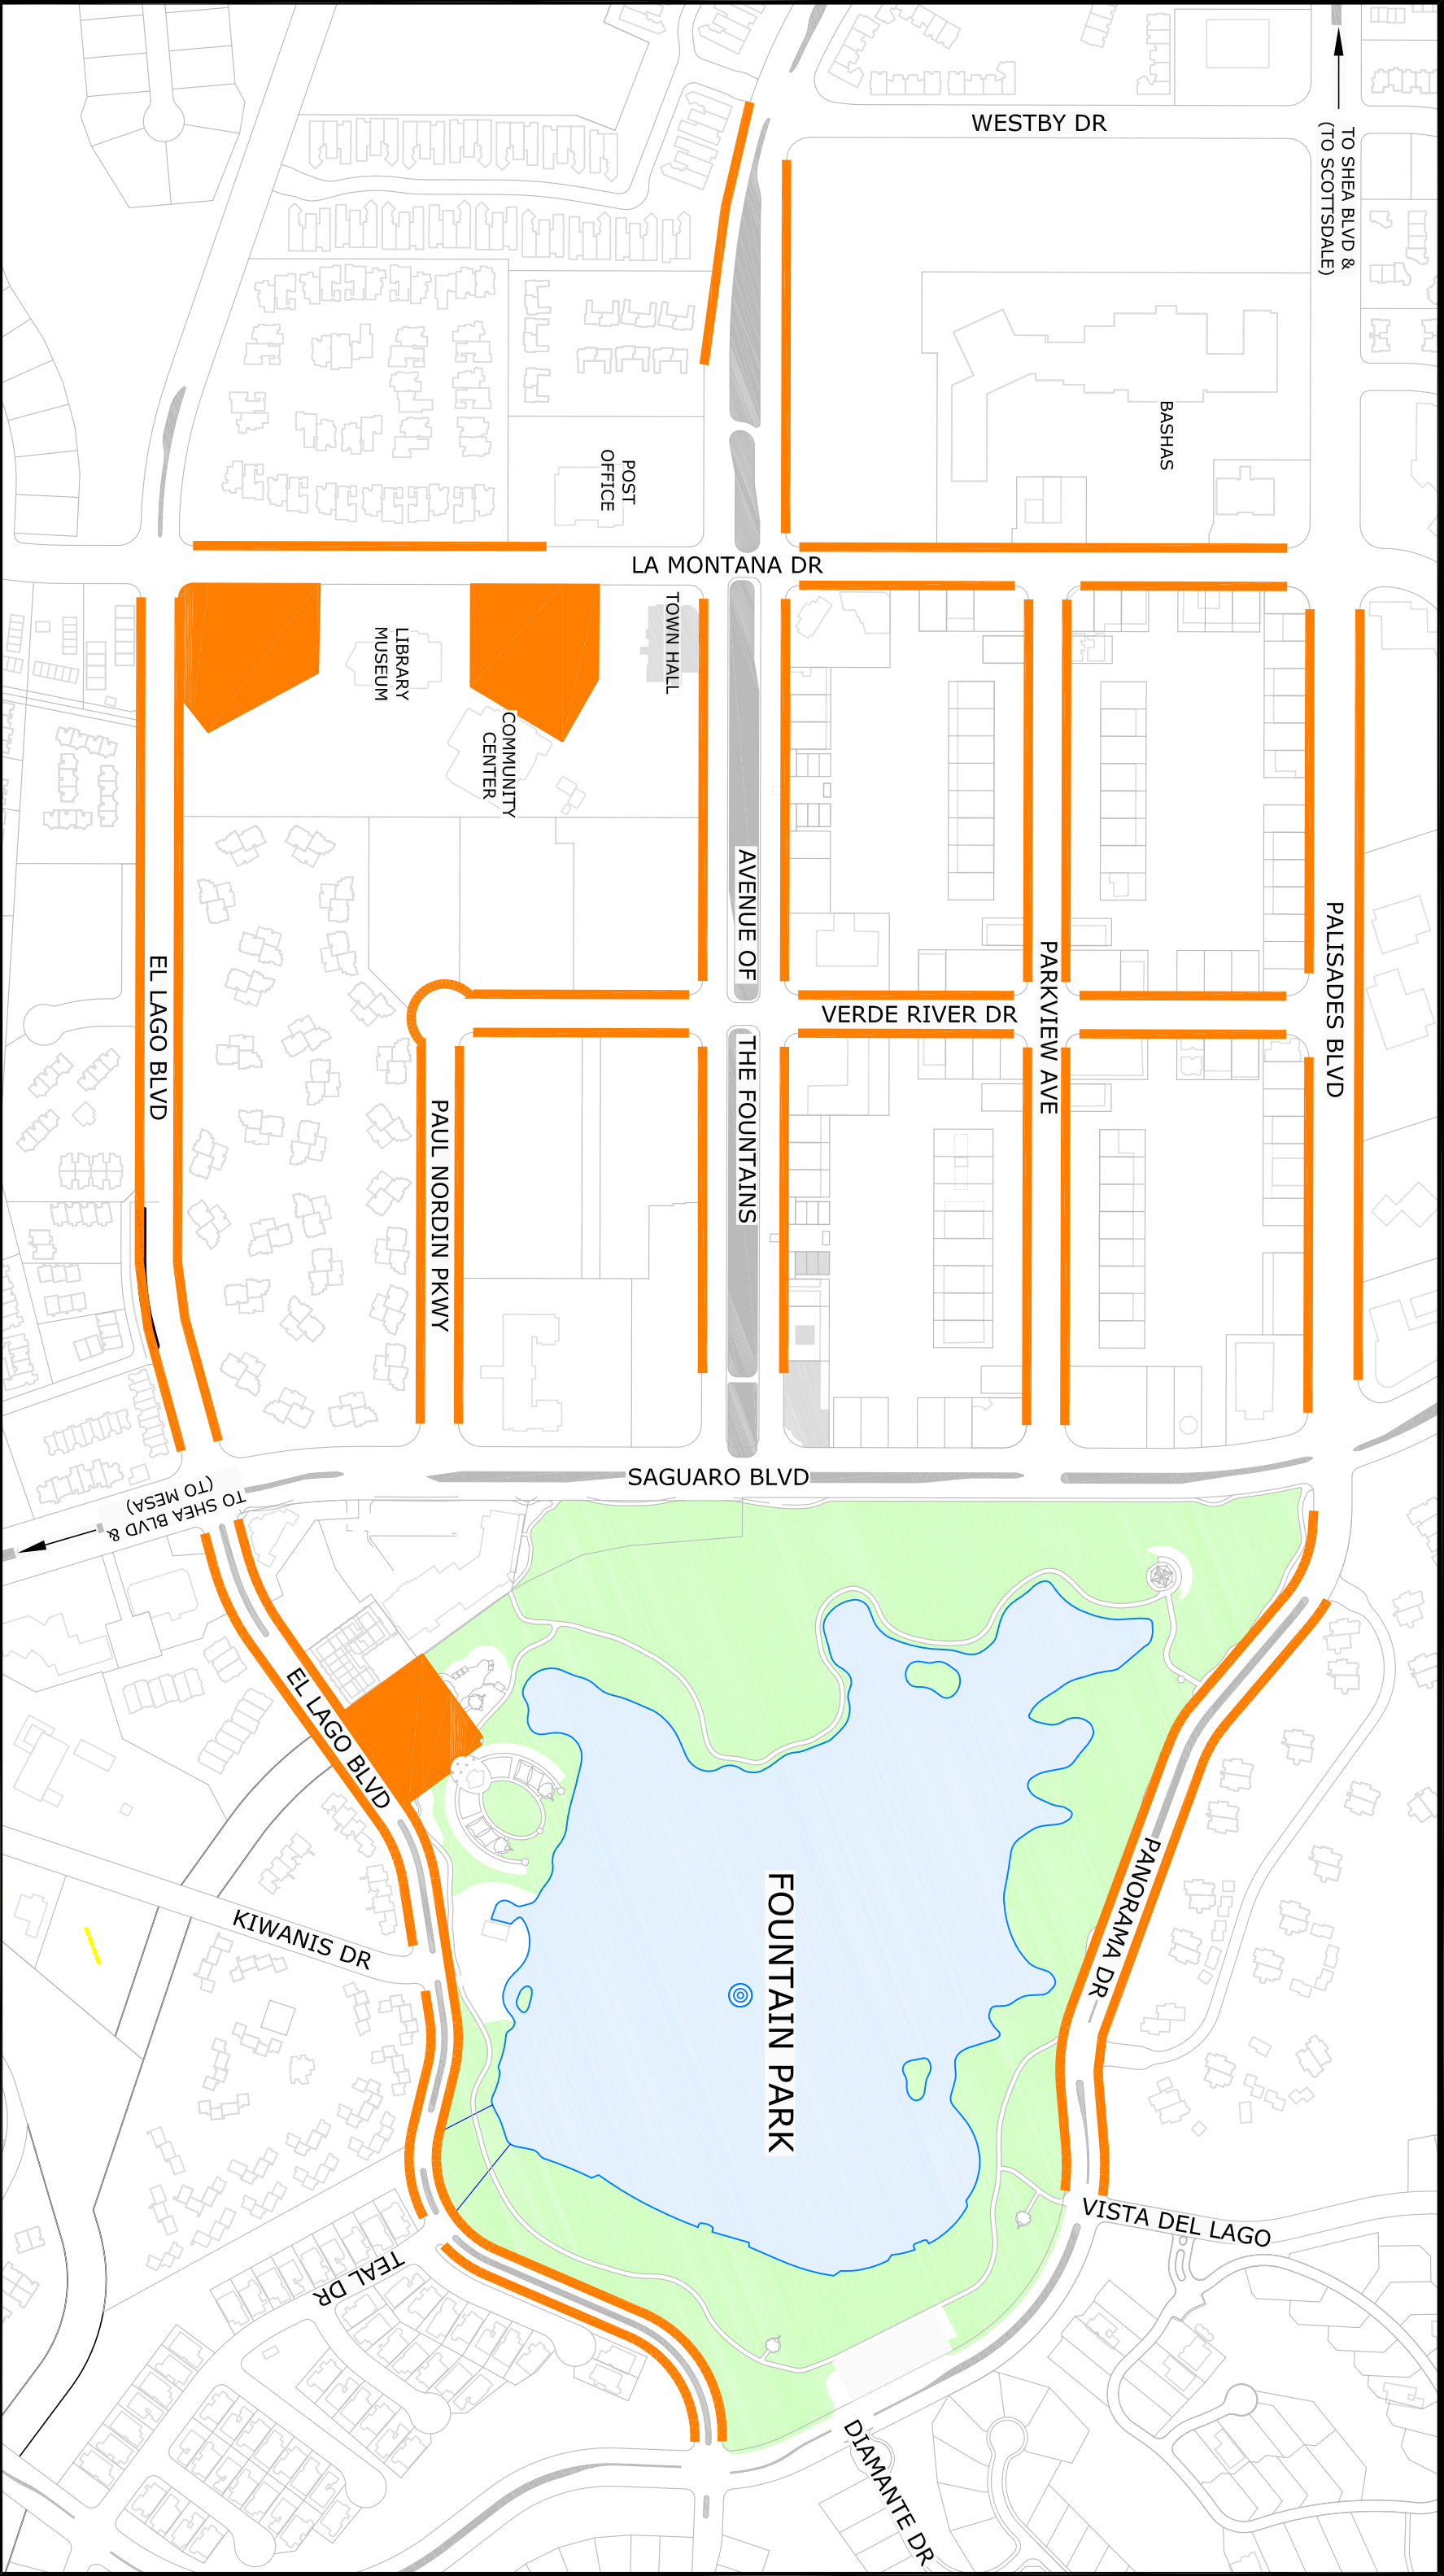 WESTBY DR
TO SHEA BLVD &
(TO SCOTTSDALE)
BASHAS
POST
OFFICE
LA MONTANA DR
TOWN HALL
LIBRARY
MUSEUM
COMMUNITY
CENTER
AVENUE OF
THE FOUNTAINS
PARKVIEW AVE
PALISADES BLVD
EL LAGO BLVD
VERDE RIVER DR
PAUL NORDIN PKWY
SAGUARO BLVD
TO SHEA BLVD &
(TO MESA)
EL LAGO BLVD
PANORAMA DR
FOUNTAIN PARK
KIWANIS DR
VISTA DEL LAGO
TEAL DR
DIAMANTE DR